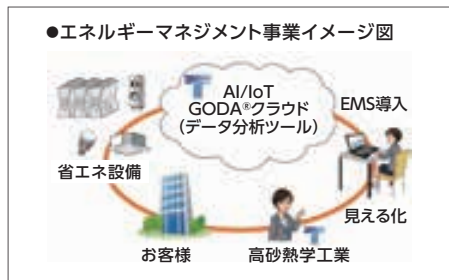 ●エネルギーマネジメント事業イメージ図
AI/IoT
GODA®クラウド
(データ分析ツール)
EMS導入
省エネ設備
見える化
お客様
高砂熱学工業